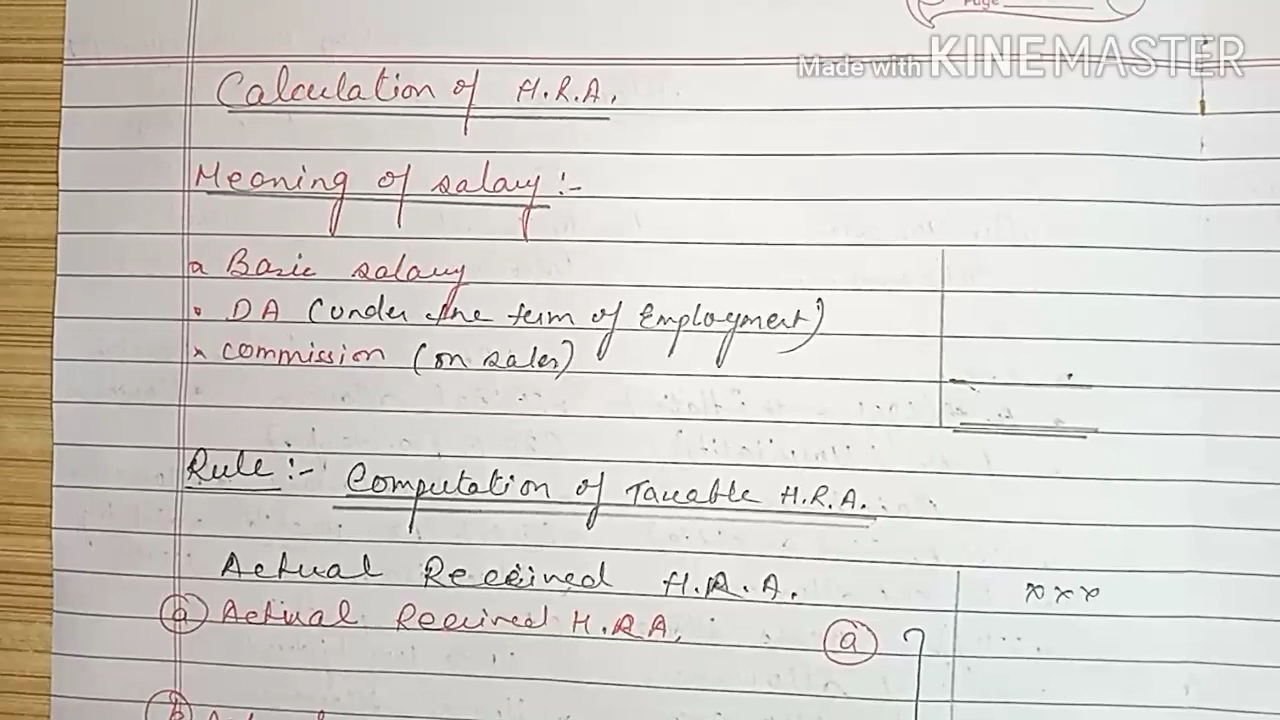 Page
Made with KINEMASTER
Calculation of H.R.A.
Meaning of salary :-
Basic salary
DA (under the term of Employment)
x commission (on sales)
Rule :- Computation of Taxable H.R.A.
Actual Received H.R.A. xxx
(a) Actual Received H.R.A. (a)
(b)